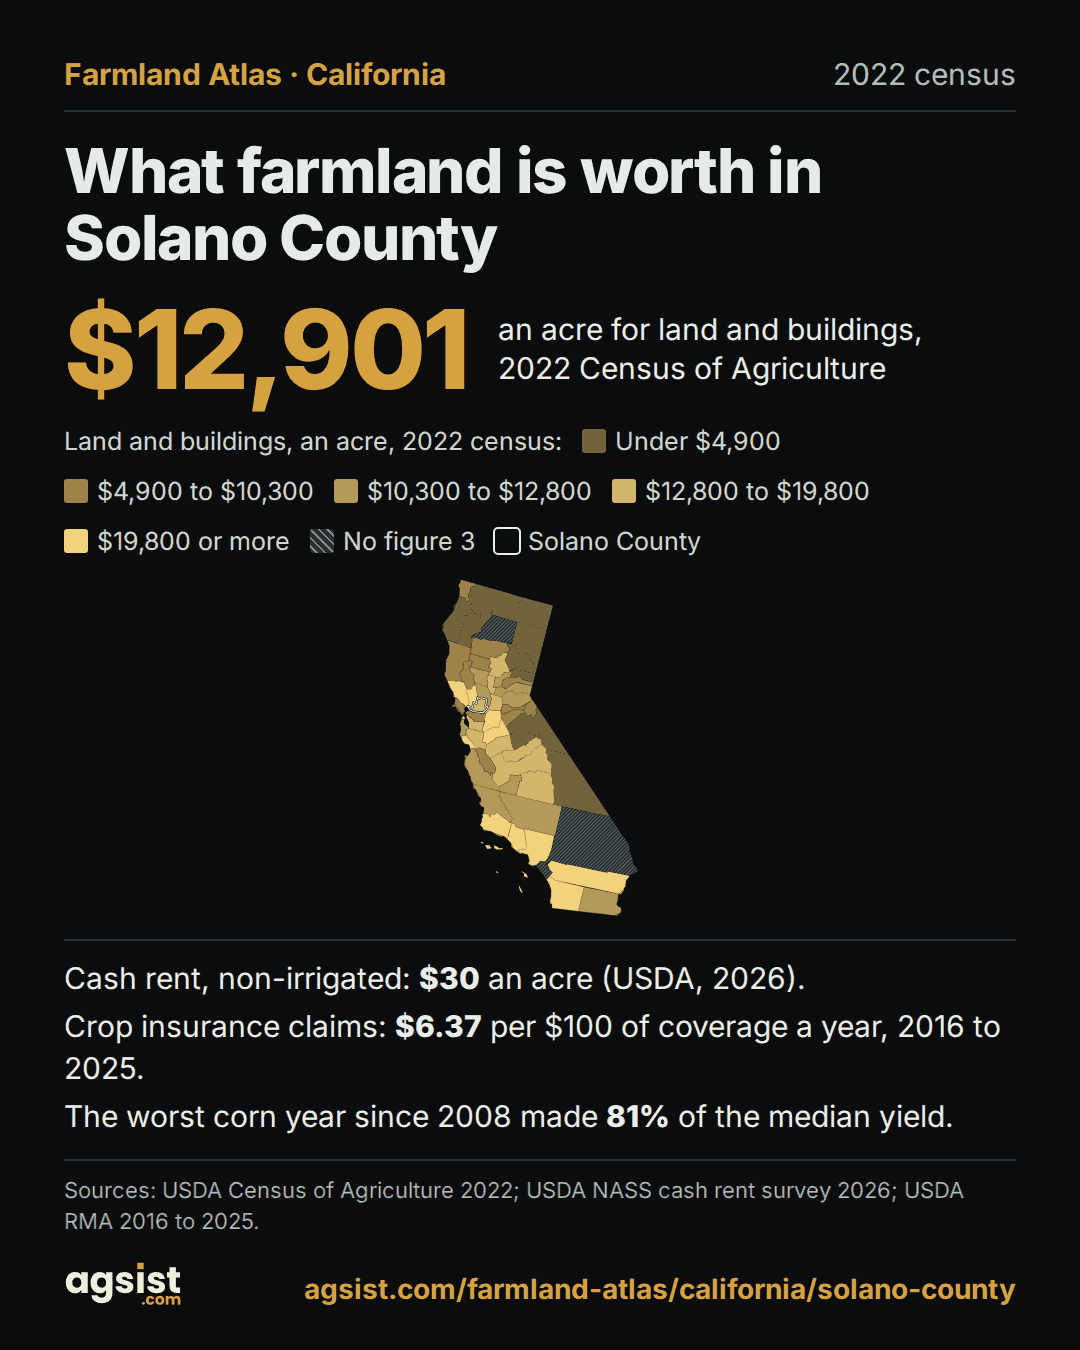 Farmland Atlas · California
2022 census
What farmland is worth in
Solano County
$12,901
an acre for land and buildings,
2022 Census of Agriculture
Land and buildings, an acre, 2022 census: Under $4,900
$4,900 to $10,300 $10,300 to $12,800 $12,800 to $19,800
$19,800 or more No figure 3 Solano County
Cash rent, non-irrigated: $30 an acre (USDA, 2026).
Crop insurance claims: $6.37 per $100 of coverage a year, 2016 to
2025.
The worst corn year since 2008 made 81% of the median yield.
Sources: USDA Census of Agriculture 2022; USDA NASS cash rent survey 2026; USDA
RMA 2016 to 2025.
agsist
.com
agsist.com/farmland-atlas/california/solano-county